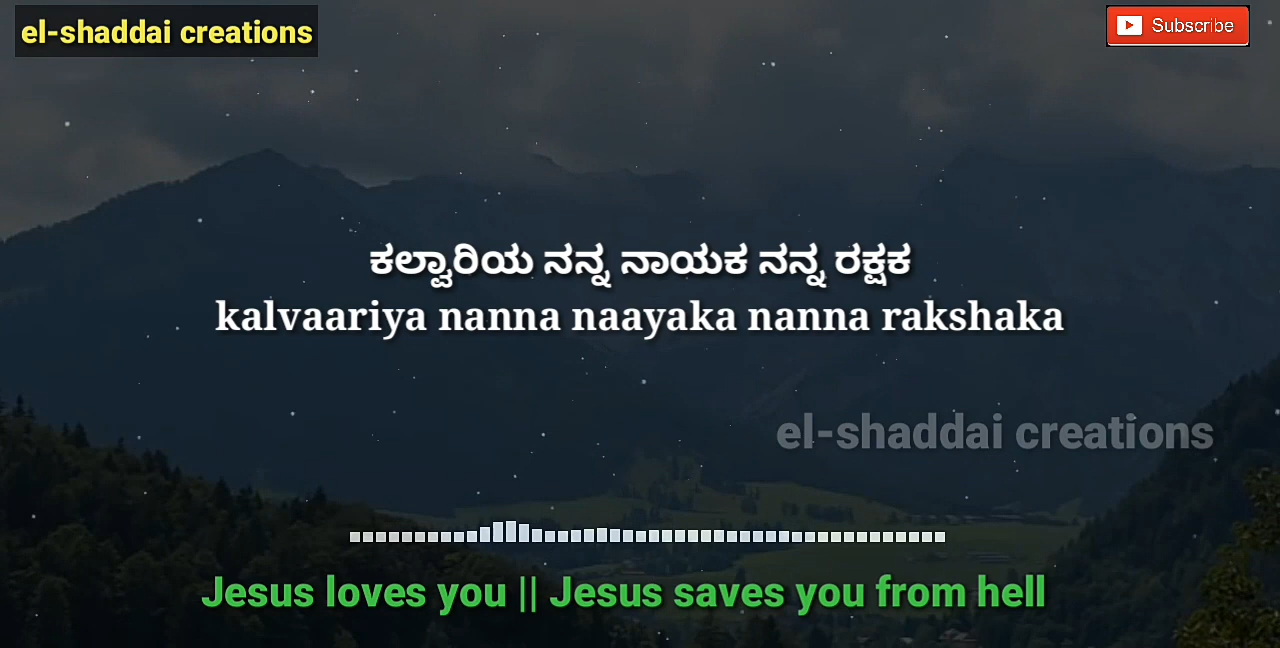 el-shaddai creations
Subscribe
ಕಲ್ವಾರಿಯ ನನ್ನ ನಾಯಕ ನನ್ನ ರಕ್ಷಕ
kalvaariya nanna naayaka nanna rakshaka
el-shaddai creations
Jesus loves you || Jesus saves you from hell